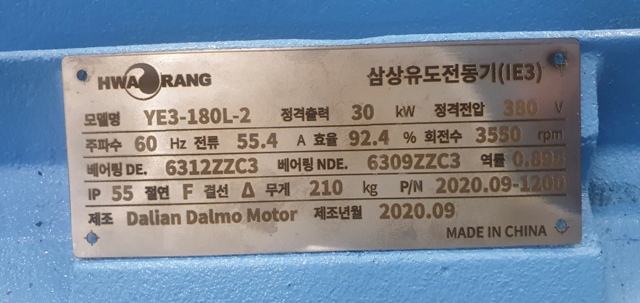 HWARANG 삼상유도전동기(IE3)
모델명 YE3-180L-2 정격출력 30 kW 정격전압 380 V
주파수 60 Hz 전류 55.4 A 효율 92.4 % 회전수 3550 rpm
베어링 DE. 6312ZZC3 베어링 NDE. 6309ZZC3 역률
IP 55 절연 F 결선 Δ 무게 210 kg P/N 2020.09-1200
제조 Dalian Dalmo Motor 제조년월 2020.09
MADE IN CHINA